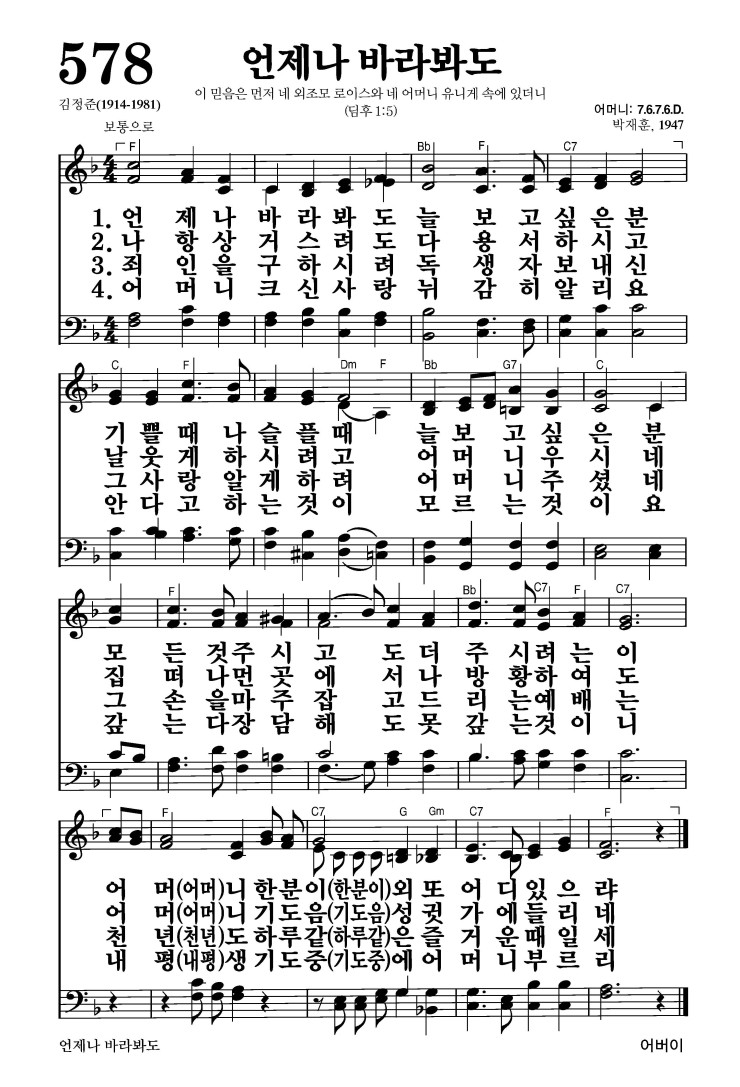 578
언제나 바라봐도
이 믿음은 먼저 네 외조모 로이스와 네 어머니 유니게 속에 있더니
(딤후 1:5)
김정준(1914-1981)
보통으로
어머니: 7.6.7.6.D.
박재훈, 1947
F Bb F C7
1. 언 제 나 바 라 봐 도 늘 보 고 싶 은 분
2. 나 항 상 거 스 려 도 다 용 서 하 시 고
3. 죄 인 을 구 하 시 려 독 생 자 보 내 신
4. 어 머 니 크 신 사 랑 뉘 감 히 알 리 요
C F Dm F Bb G7 C
기 쁠 때 나 슬 플 때 늘 보 고 싶 은 분
날 웃 게 하 시 려 고 어 머 니 우 시 네
그 사 랑 알 게 하 려 어 머 니 주 셨 네
안 다 고 하 는 것 이 모 르 는 것 이 요
F Bb C7 F C7
모 든 것 주 시 고 도 더 주 시 려 는 이
집 떠 나 먼 곳 에 서 나 방 황 하 여 도
그 손 을 마 주 잡 고 드 리 는 예 배 는
갚 는 다 장 담 해 도 못 갚 는 것 이 니
F C7 G Gm C7 F
어 머(어머)니 한 분 이(한분이)외 또 어 디 있 으 랴
어 머(어머)니 기 도 음(기도음)성 귓 가 에 들 리 네
천 년(천년)도 하 루 같(하루같)은 즐 거 운 때 일 세
내 평(내평)생 기 도 중(기도중)에 어 머 니 부 르 리
언제나 바라봐도
어버이